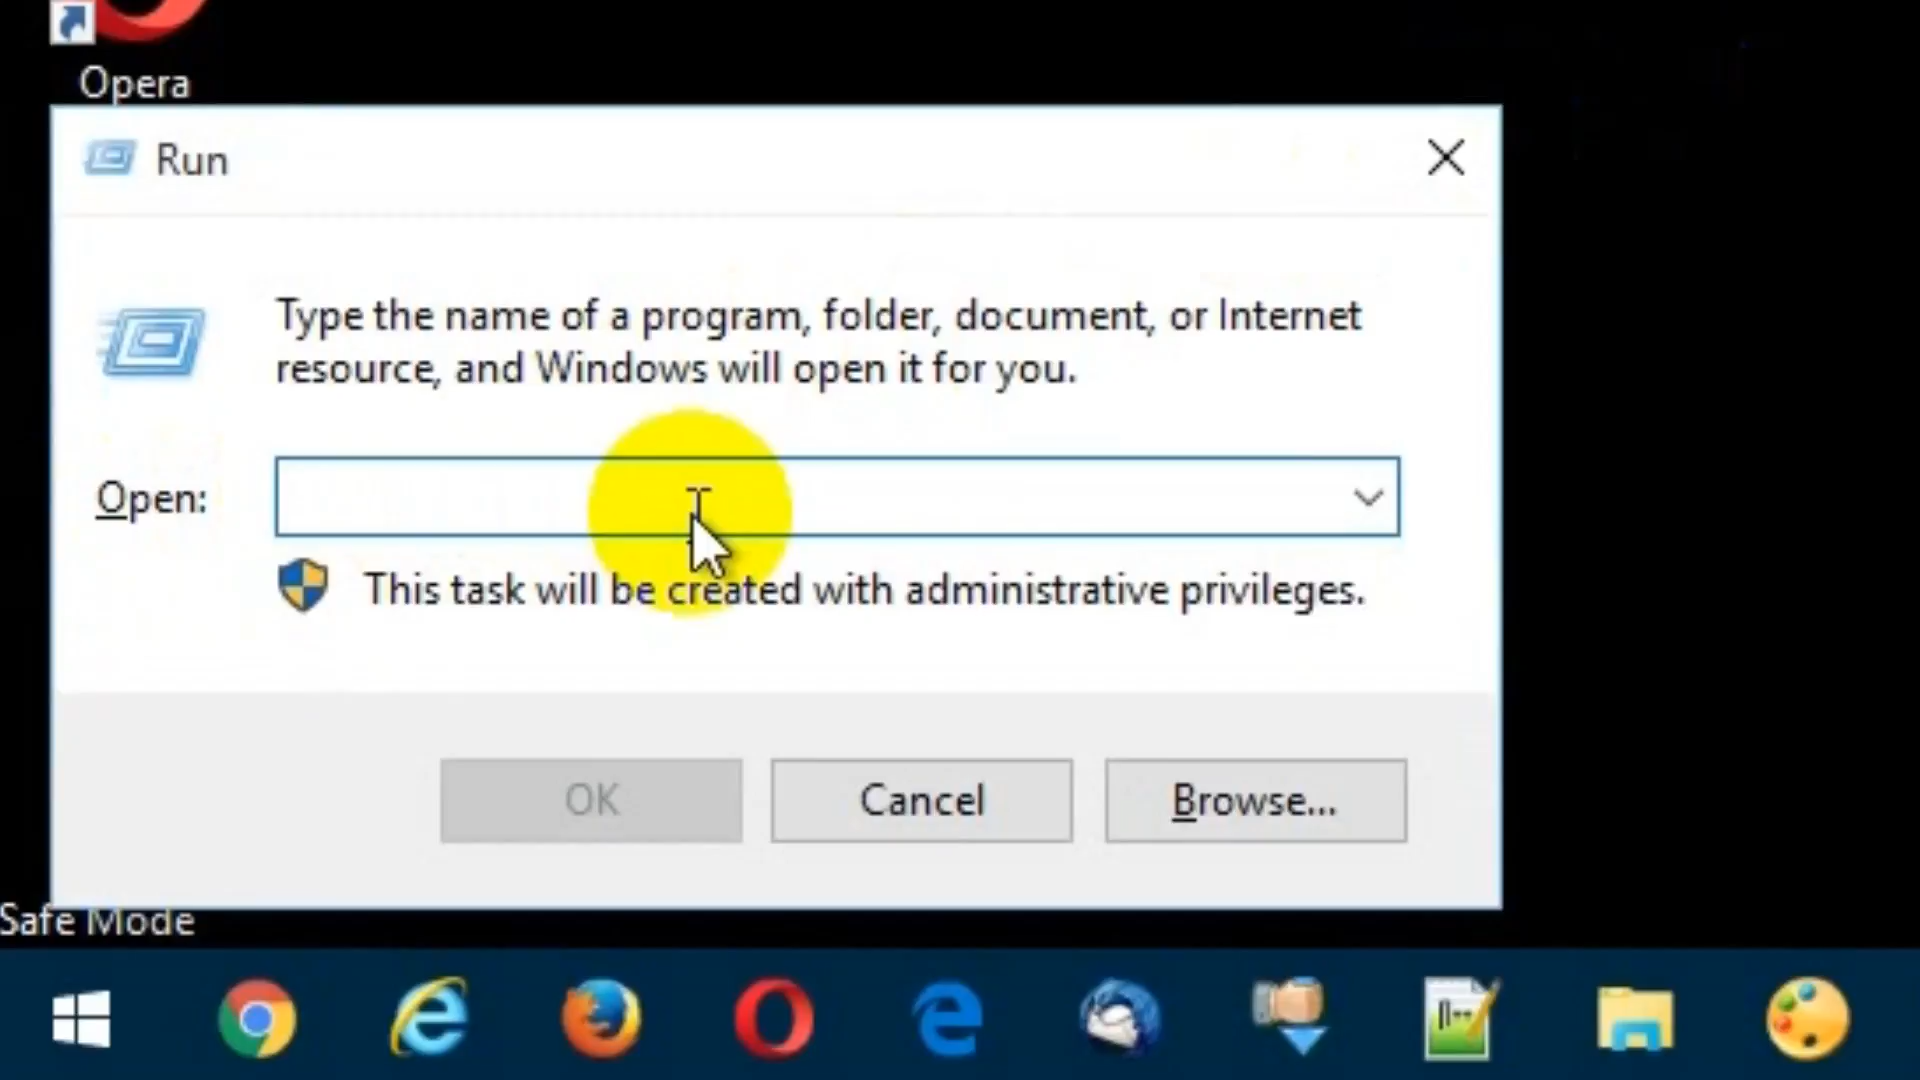 Opera
Run
Type the name of a program, folder, document, or Internet
resource, and Windows will open it for you.
Open:
This task will be created with administrative privileges.
OK
Cancel
Browse...
Safe Mode